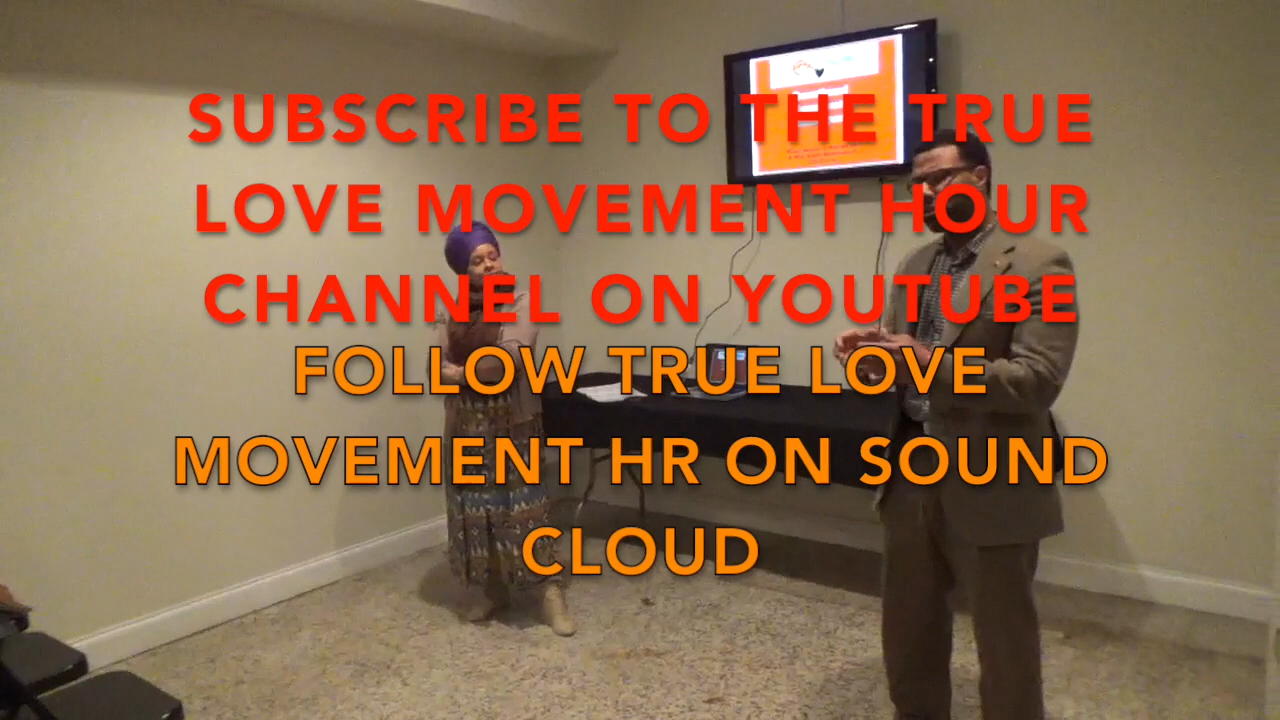 SUBSCRIBE TO THE TRUE
LOVE MOVEMENT HOUR
CHANNEL ON YOUTUBE
FOLLOW TRUE LOVE
MOVEMENT HR ON SOUND
CLOUD